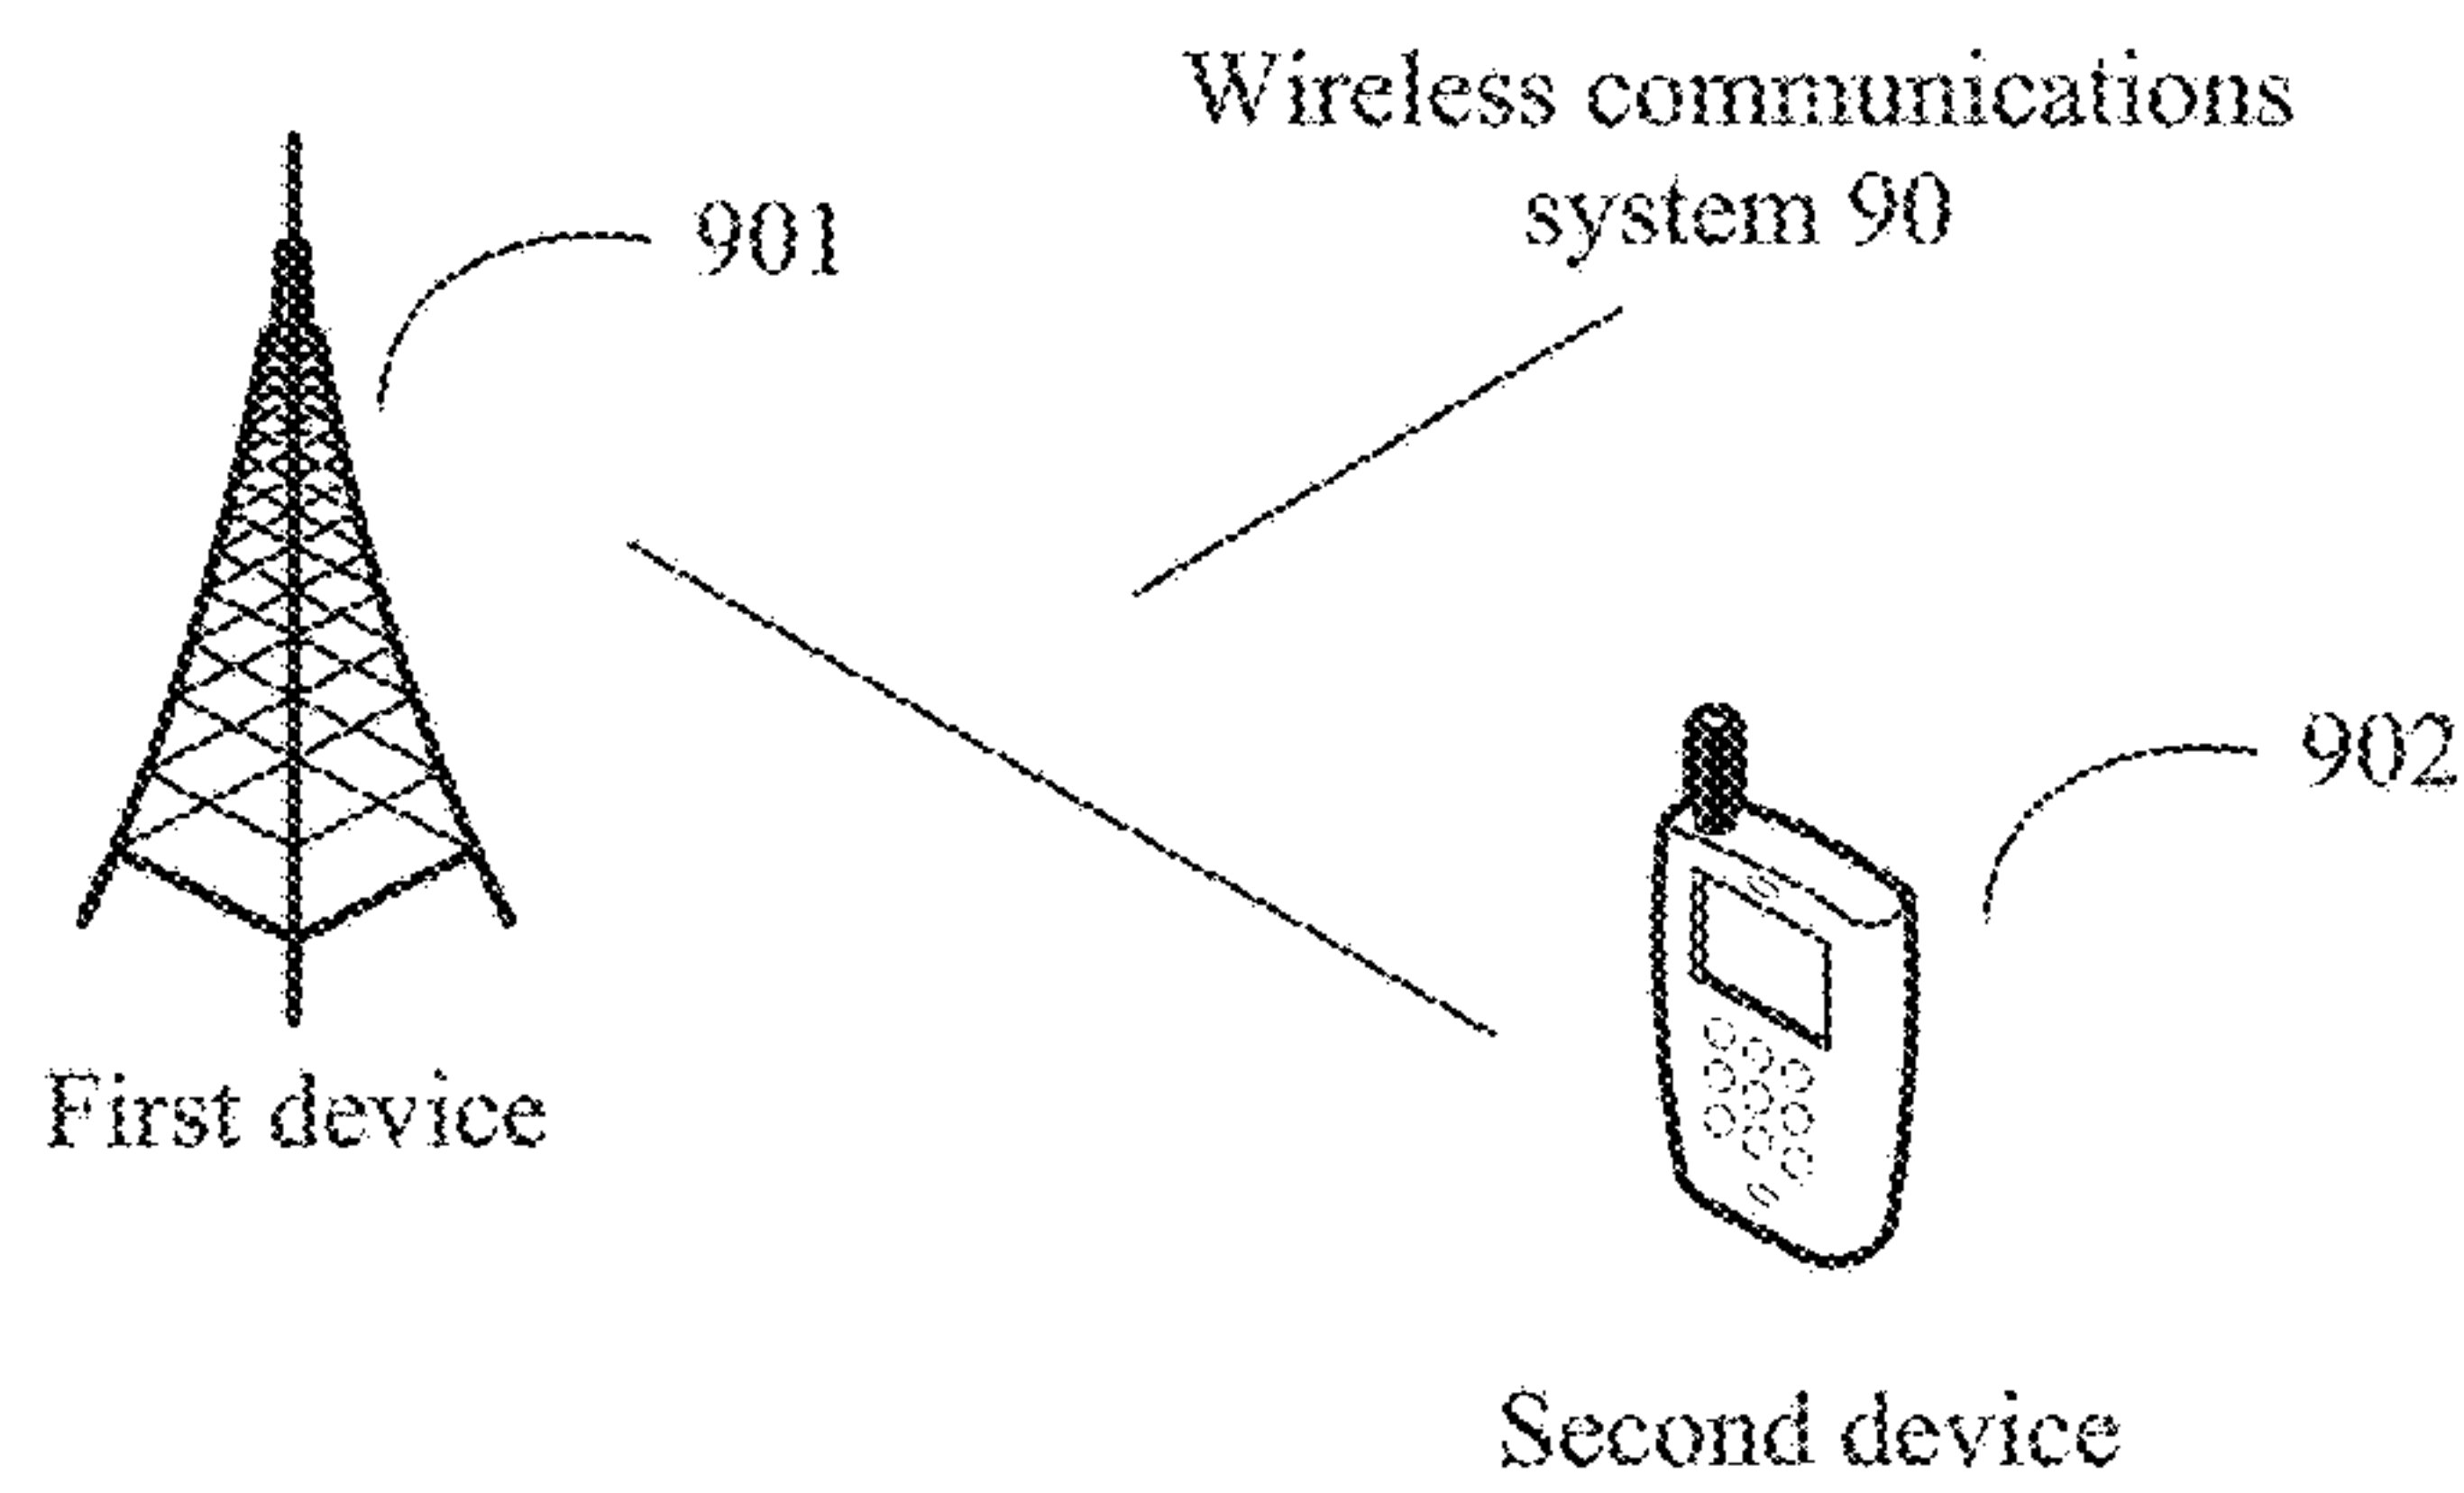 Wireless communications
system 90
901
902
First device
Second device